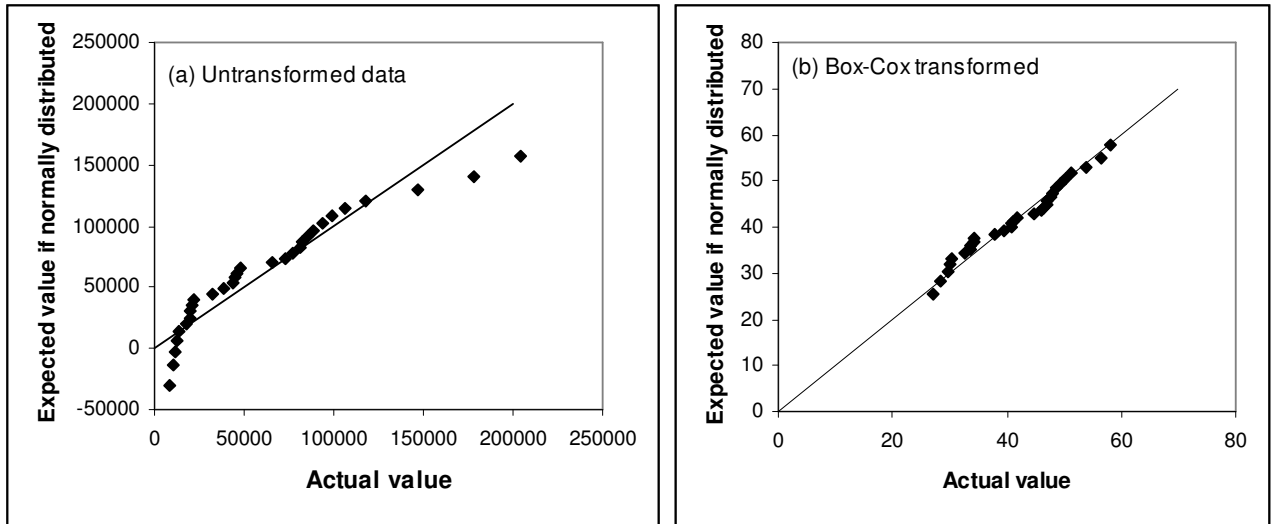 (a) Untransformed data
Expected value if normally distributed
250000
200000
150000
100000
50000
0
-50000
0 50000 100000 150000 200000 250000
Actual value
(b) Box-Cox transformed
Expected value if normally distributed
80
70
60
50
40
30
20
10
0
0 20 40 60 80
Actual value